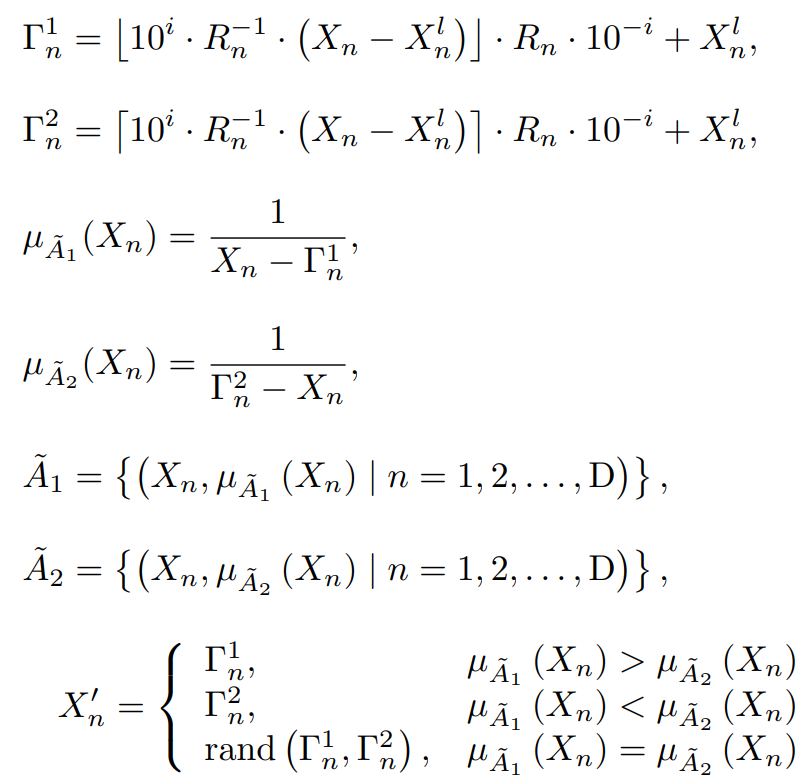 Γ_n^1 = ⌊10^i · R_n^{-1} · (X_n − X_n^l)⌋ · R_n · 10^{-i} + X_n^l,
Γ_n^2 = ⌈10^i · R_n^{-1} · (X_n − X_n^l)⌉ · R_n · 10^{-i} + X_n^l,
μ_{Ã_1}(X_n) = \frac{1}{X_n − Γ_n^1},
μ_{Ã_2}(X_n) = \frac{1}{Γ_n^2 − X_n},
Ã_1 = {(X_n, μ_{Ã_1}(X_n) | n = 1, 2, …, D)},
Ã_2 = {(X_n, μ_{Ã_2}(X_n) | n = 1, 2, …, D)},
X'_n = { Γ_n^1, μ_{Ã_1}(X_n) > μ_{Ã_2}(X_n)
Γ_n^2, μ_{Ã_1}(X_n) < μ_{Ã_2}(X_n)
rand(Γ_n^1, Γ_n^2), μ_{Ã_1}(X_n) = μ_{Ã_2}(X_n)